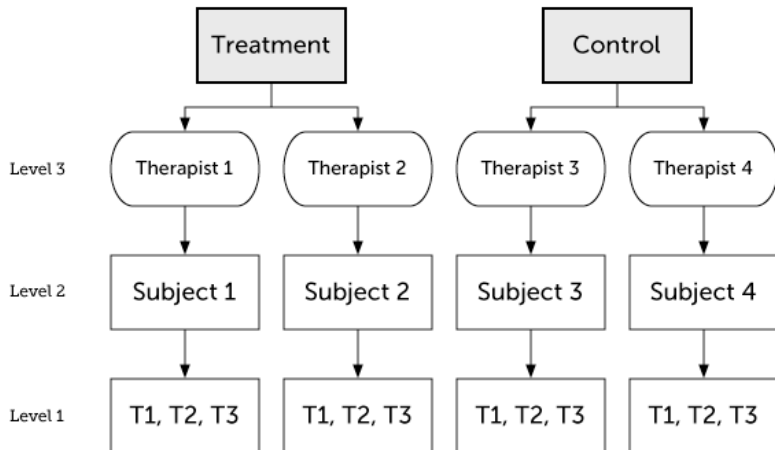 Treatment Control
Level 3 Therapist 1 Therapist 2 Therapist 3 Therapist 4
Level 2 Subject 1 Subject 2 Subject 3 Subject 4
Level 1 T1, T2, T3 T1, T2, T3 T1, T2, T3 T1, T2, T3